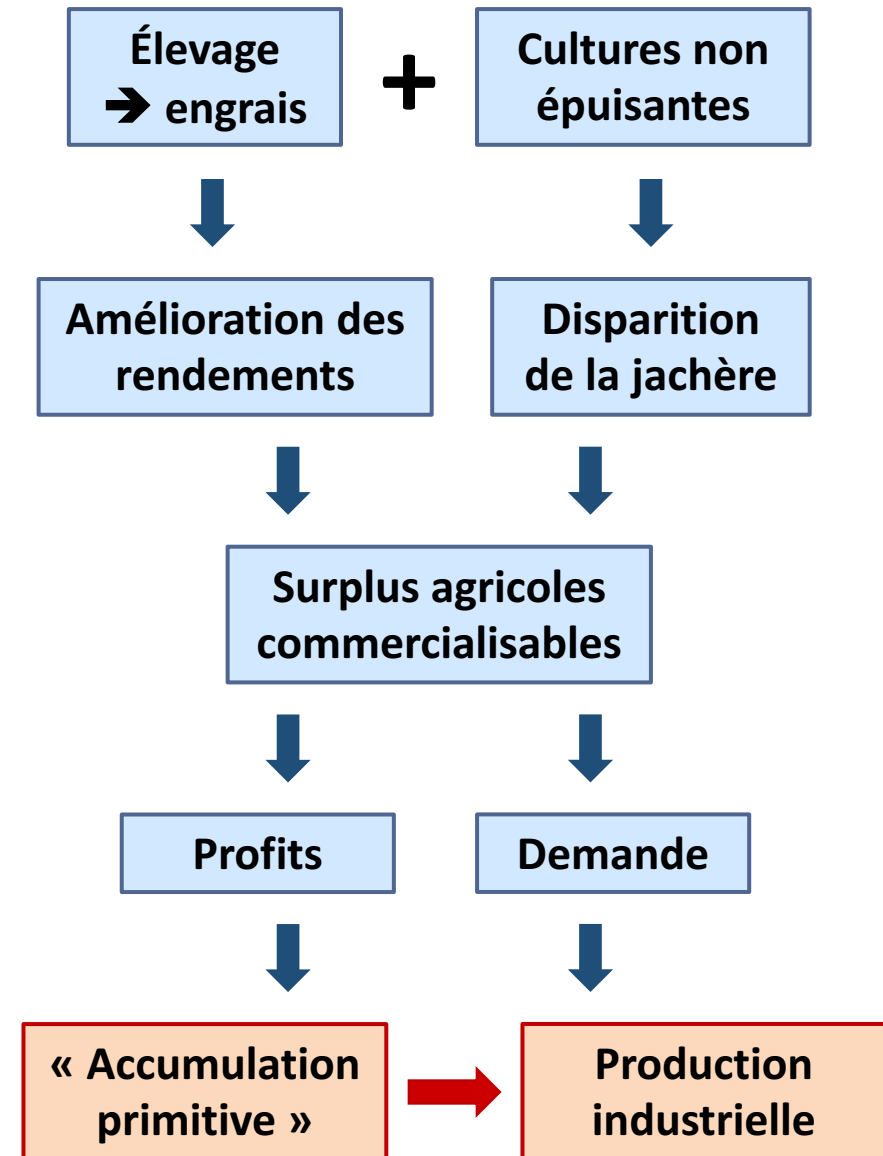 Élevage
➔ engrais
+
Cultures non
épuisantes
Amélioration des
rendements
Disparition
de la jachère
Surplus agricoles
commercialisables
Profits
Demande
« Accumulation
primitive »
Production
industrielle